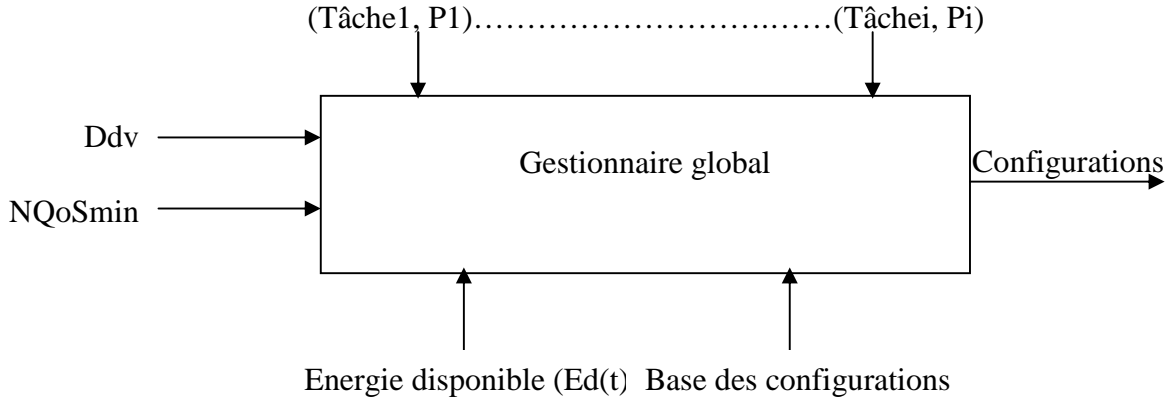 (Tâche1, P1)……………………….……(Tâchei, Pi)
Ddv
Gestionnaire global
Configurations
NQoSmin
Energie disponible (Ed(t) Base des configurations